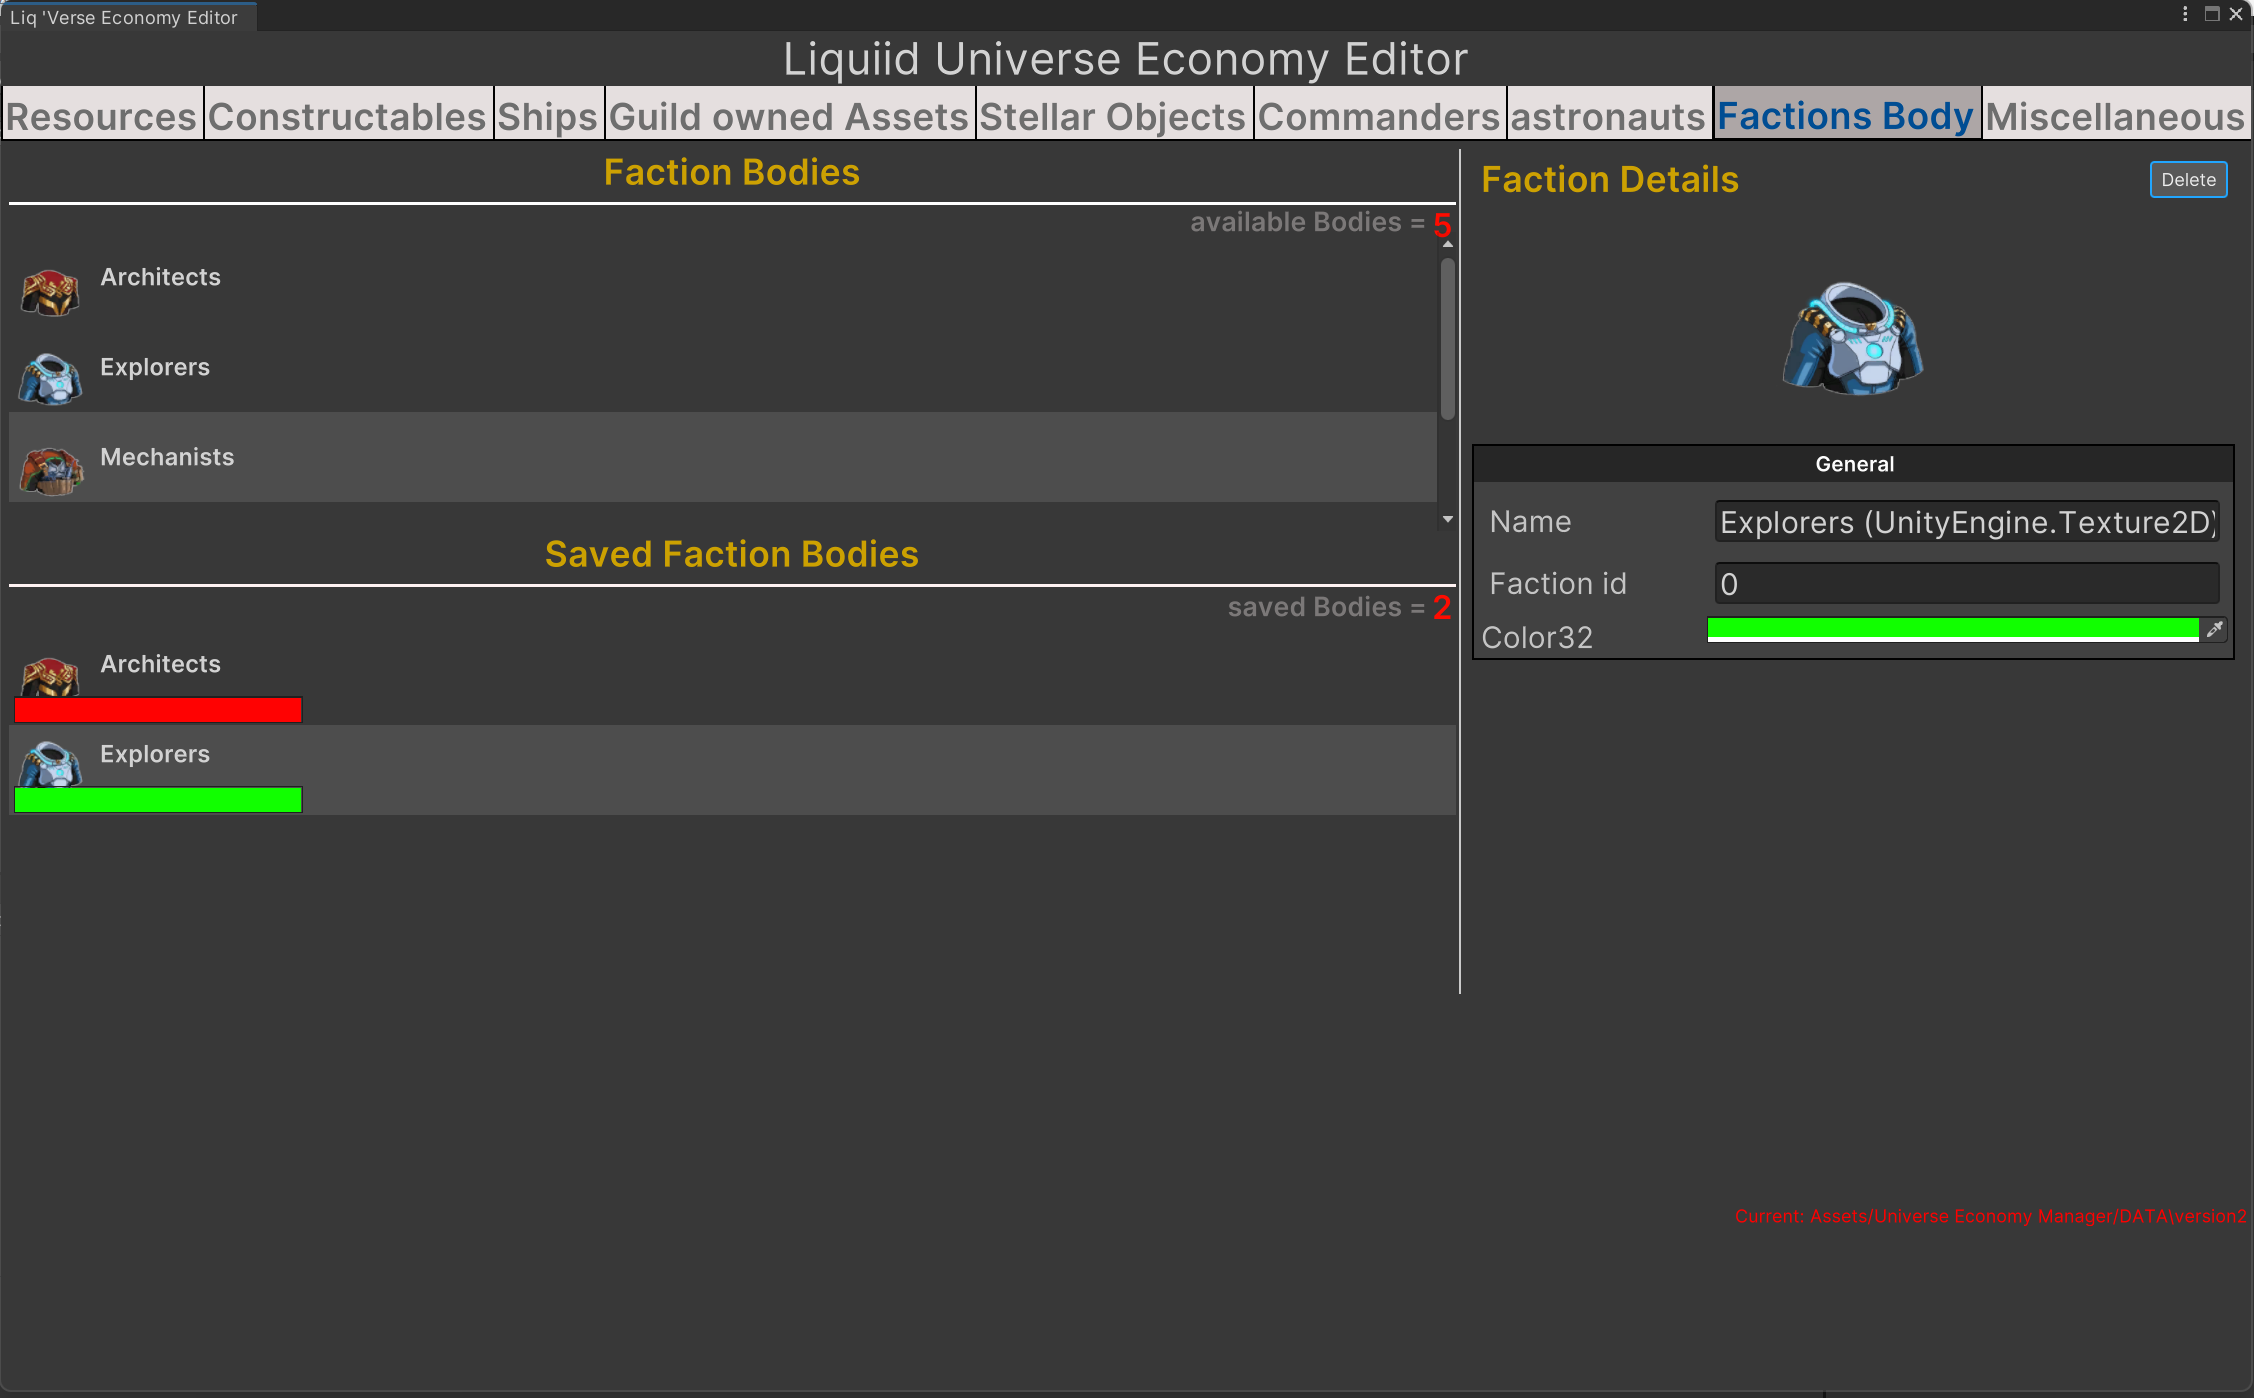 Liq 'Verse Economy Editor
Liquiid Universe Economy Editor
Resources
Constructables
Ships
Guild owned Assets
Stellar Objects
Commanders
astronauts
Factions Body
Miscellaneous
Faction Bodies
available Bodies = 5
Architects
Explorers
Mechanists
Saved Faction Bodies
saved Bodies = 2
Architects
Explorers
Faction Details
Delete
General
Name
Explorers (UnityEngine.Texture2D)
Faction id
0
Color32
Current: Assets/Universe Economy Manager/DATA\version2